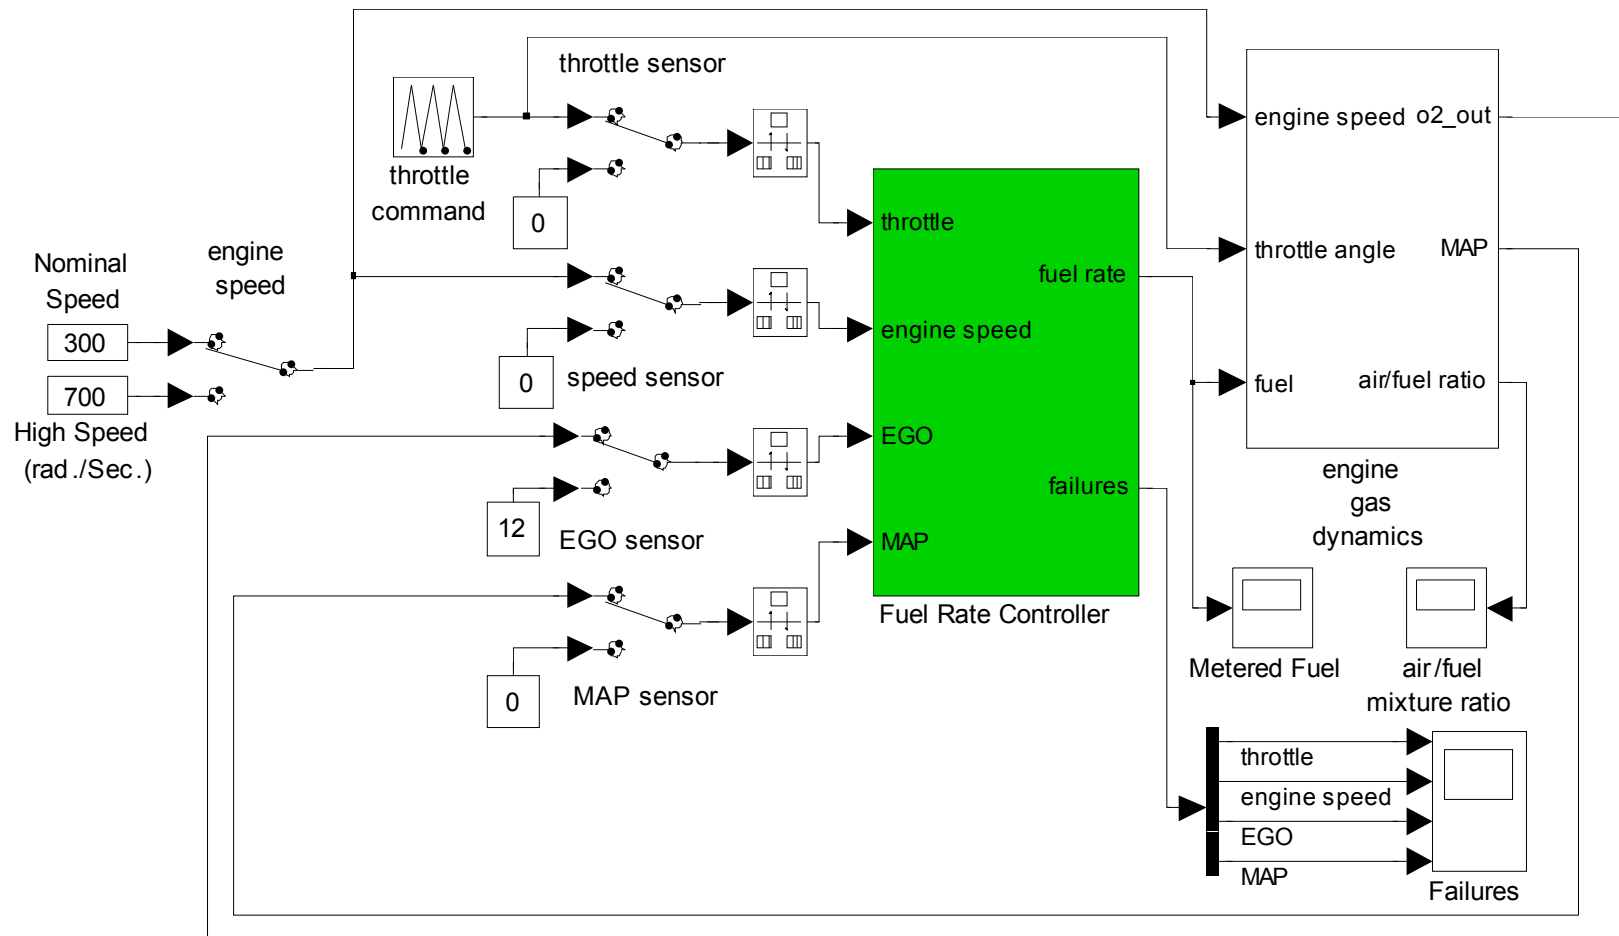 throttle sensor
throttle
command
0
engine
speed
Nominal
Speed
300
700
High Speed
(rad./Sec.)
0
speed sensor
12
EGO sensor
0
MAP sensor
throttle
engine speed
EGO
MAP
fuel rate
failures
Fuel Rate Controller
engine speed
throttle angle
fuel
o2_out
MAP
air/fuel ratio
engine
gas
dynamics
Metered Fuel
air/fuel
mixture ratio
throttle
engine speed
EGO
MAP
Failures